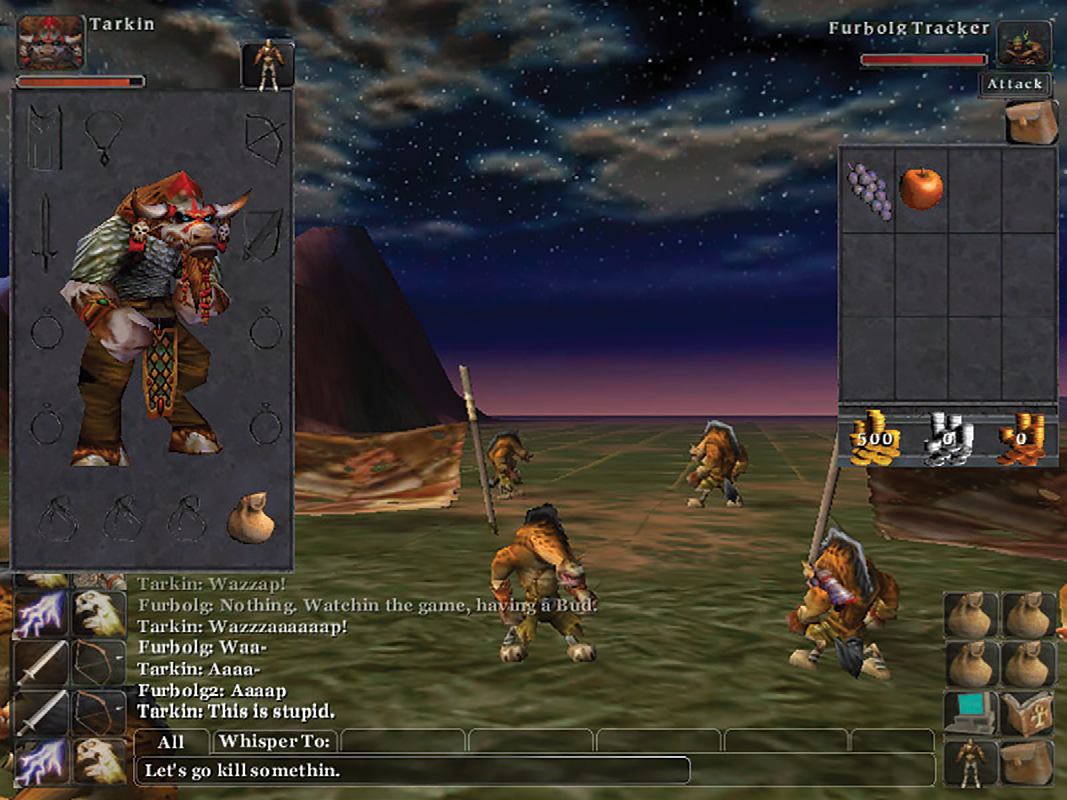 Tarkin
Furbolg Tracker
Attack
500
0
0
Tarkin: Wazzap!
Furbolg: Nothing. Watchin the game, having a Bud.
Tarkin: Wazzzaaaaaap!
Furbolg: Waa-
Tarkin: Aaaa-
Furbolg2: Aaaap
Tarkin: This is stupid.
All
Whisper To:
Let's go kill somethin.